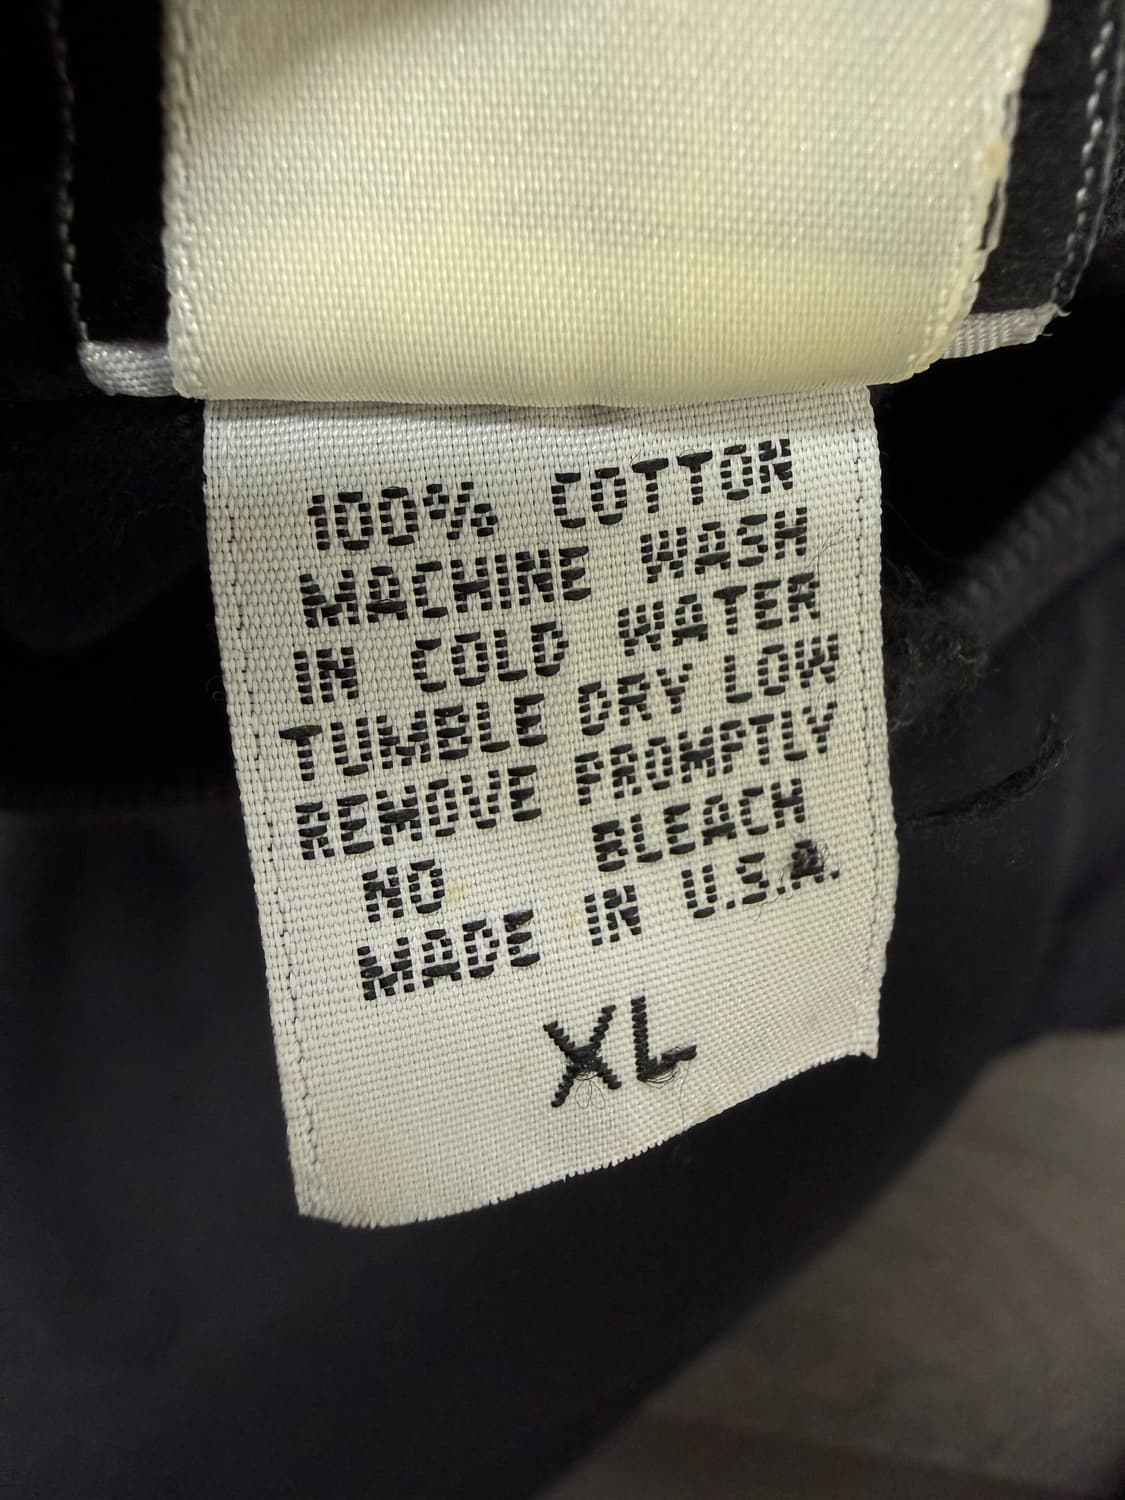 100% COTTON
MACHINE WASH
IN COLD WATER
TUMBLE DRY LOW
REMOVE PROMPTLY
NO BLEACH
MADE IN U.S.A.
XL